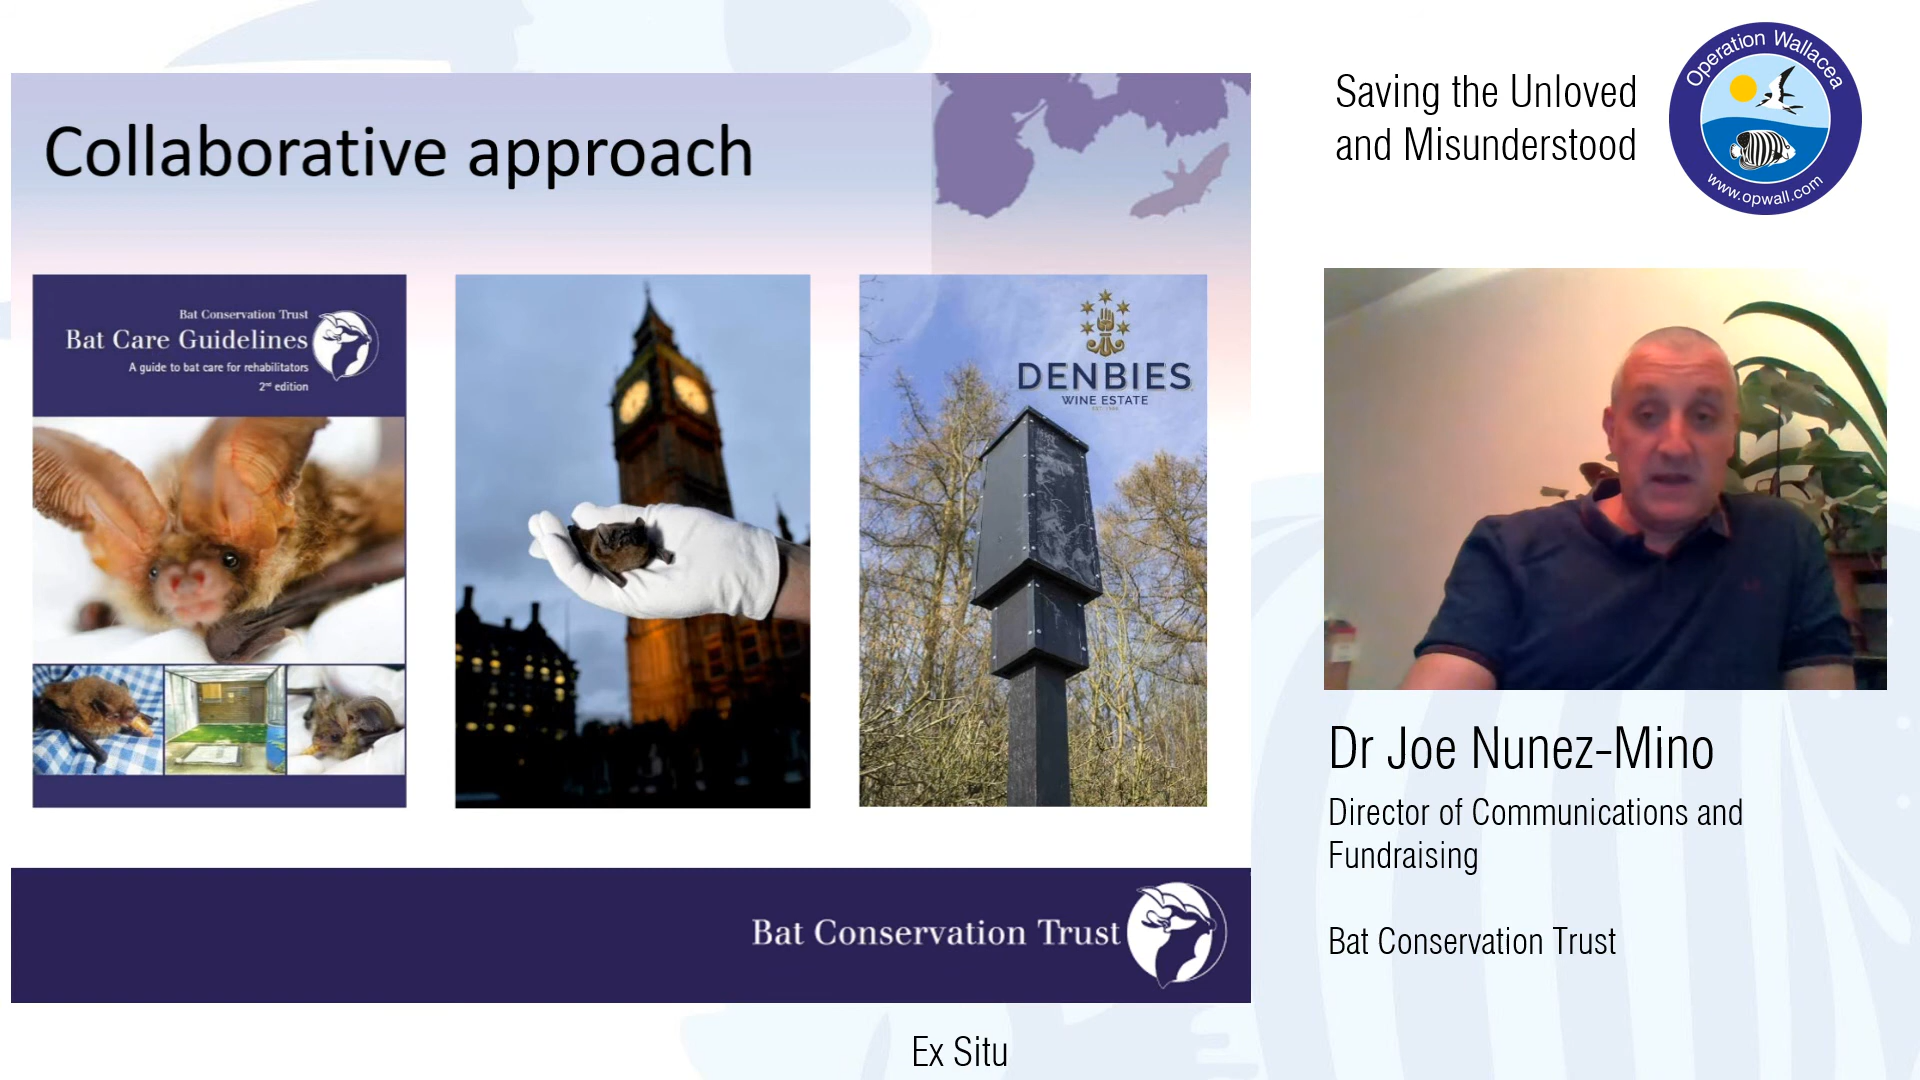 Collaborative approach
Bat Conservation Trust
Bat Care Guidelines
A guide to bat care for rehabilitators
2nd edition
DENBIES
WINE ESTATE
Bat Conservation Trust
Saving the Unloved
and Misunderstood
Operation Wallacea
www.opwall.com
Dr Joe Nunez-Mino
Director of Communications and
Fundraising
Bat Conservation Trust
Ex Situ